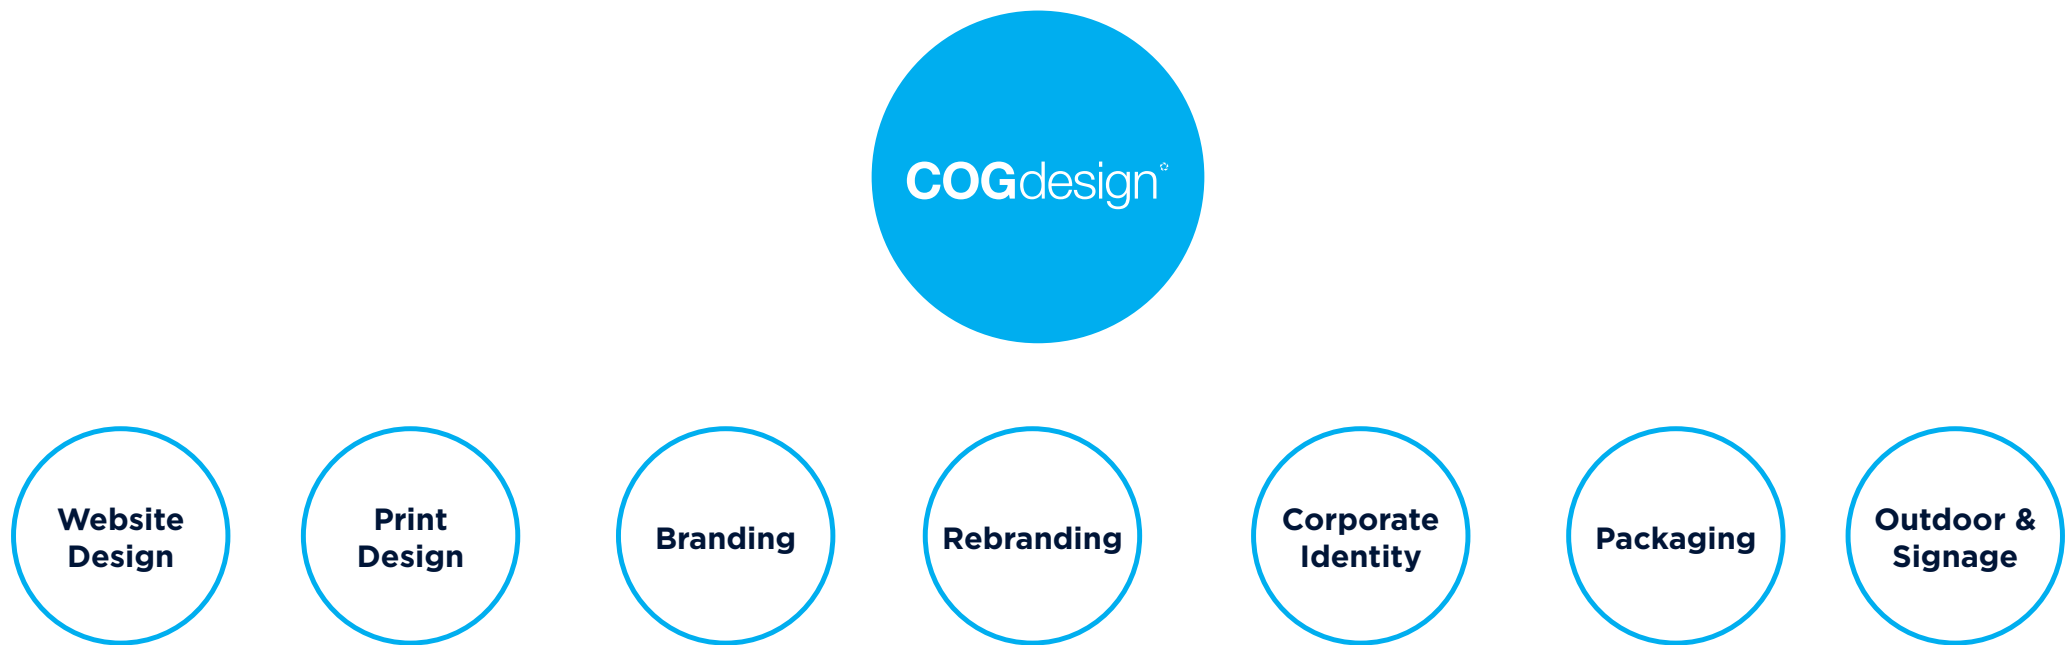 COGdesign
Website
Design
Print
Design
Branding
Rebranding
Corporate
Identity
Packaging
Outdoor &
Signage